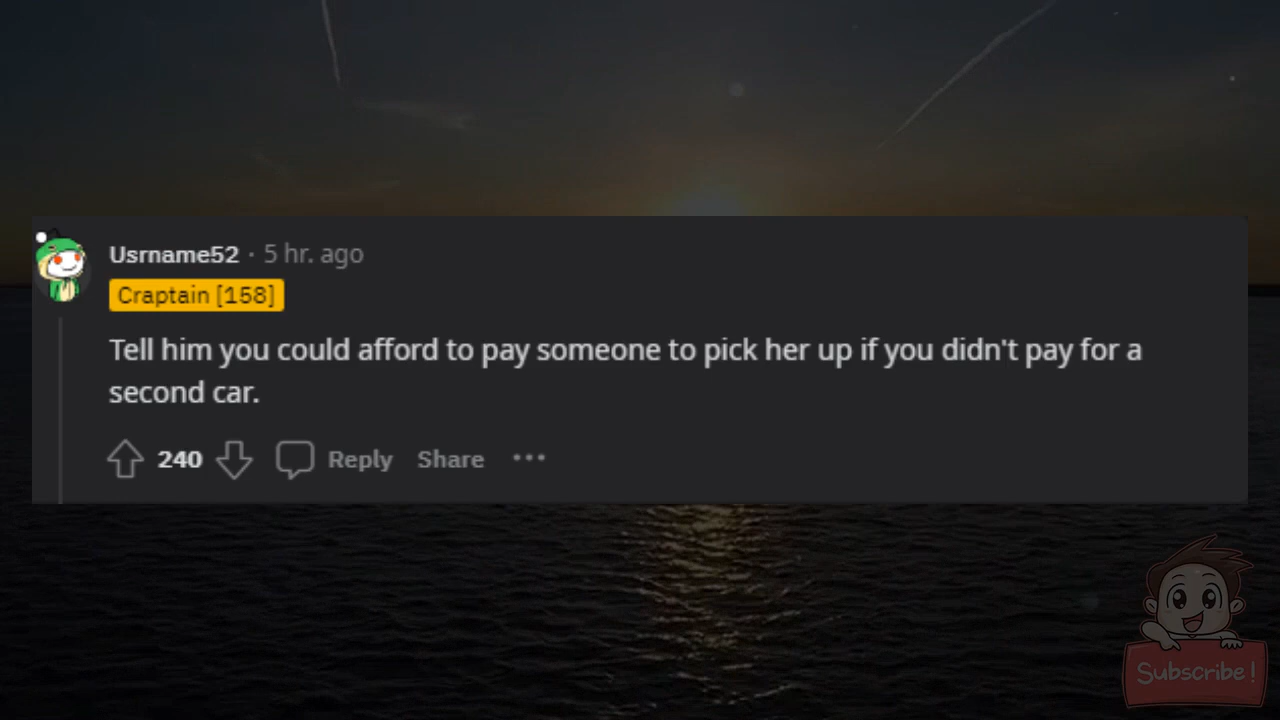 Usrname52 · 5 hr. ago
Craptain [158]
Tell him you could afford to pay someone to pick her up if you didn't pay for a
second car.
240 Reply Share ···
Subscribe!